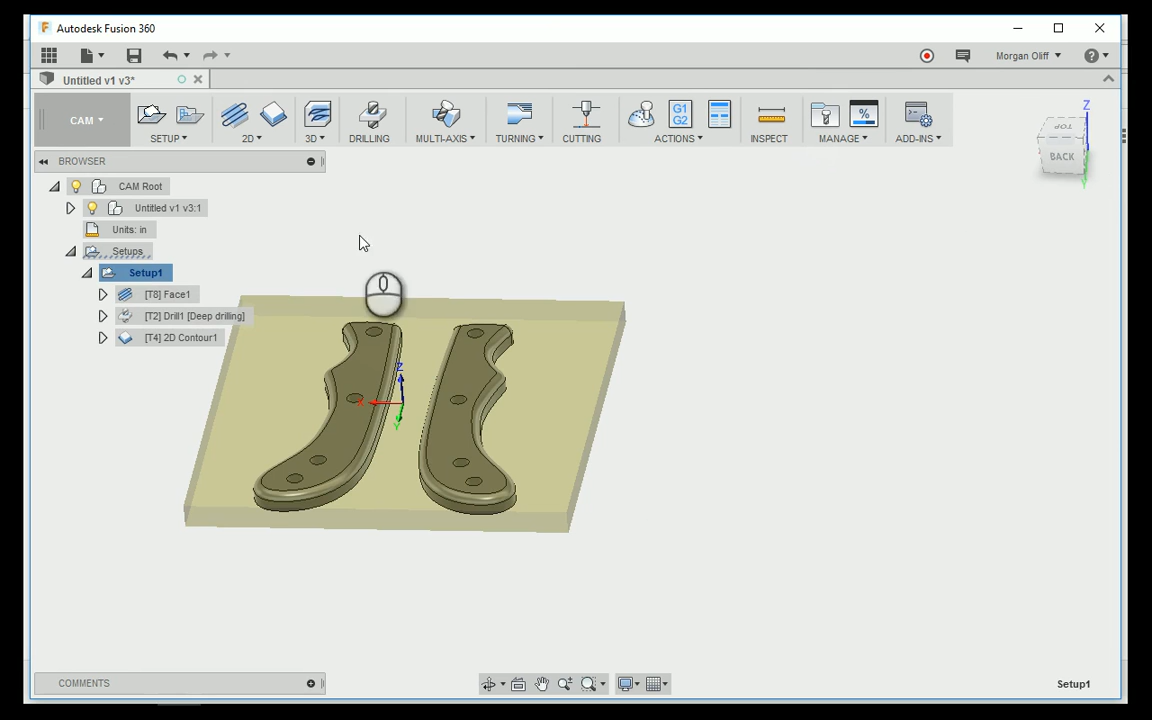 Autodesk Fusion 360
Morgan Oliff
Untitled v1 v3*
CAM
SETUP
2D
3D
DRILLING
MULTI-AXIS
TURNING
CUTTING
G1
G2
ACTIONS
INSPECT
%
MANAGE
ADD-INS
Z
TOP
BACK
Y
BROWSER
CAM Root
Untitled v1 v3:1
Units: in
Setups
Setup1
[T8] Face1
[T2] Drill1 [Deep drilling]
[T4] 2D Contour1
Z
X
Y
COMMENTS
Setup1